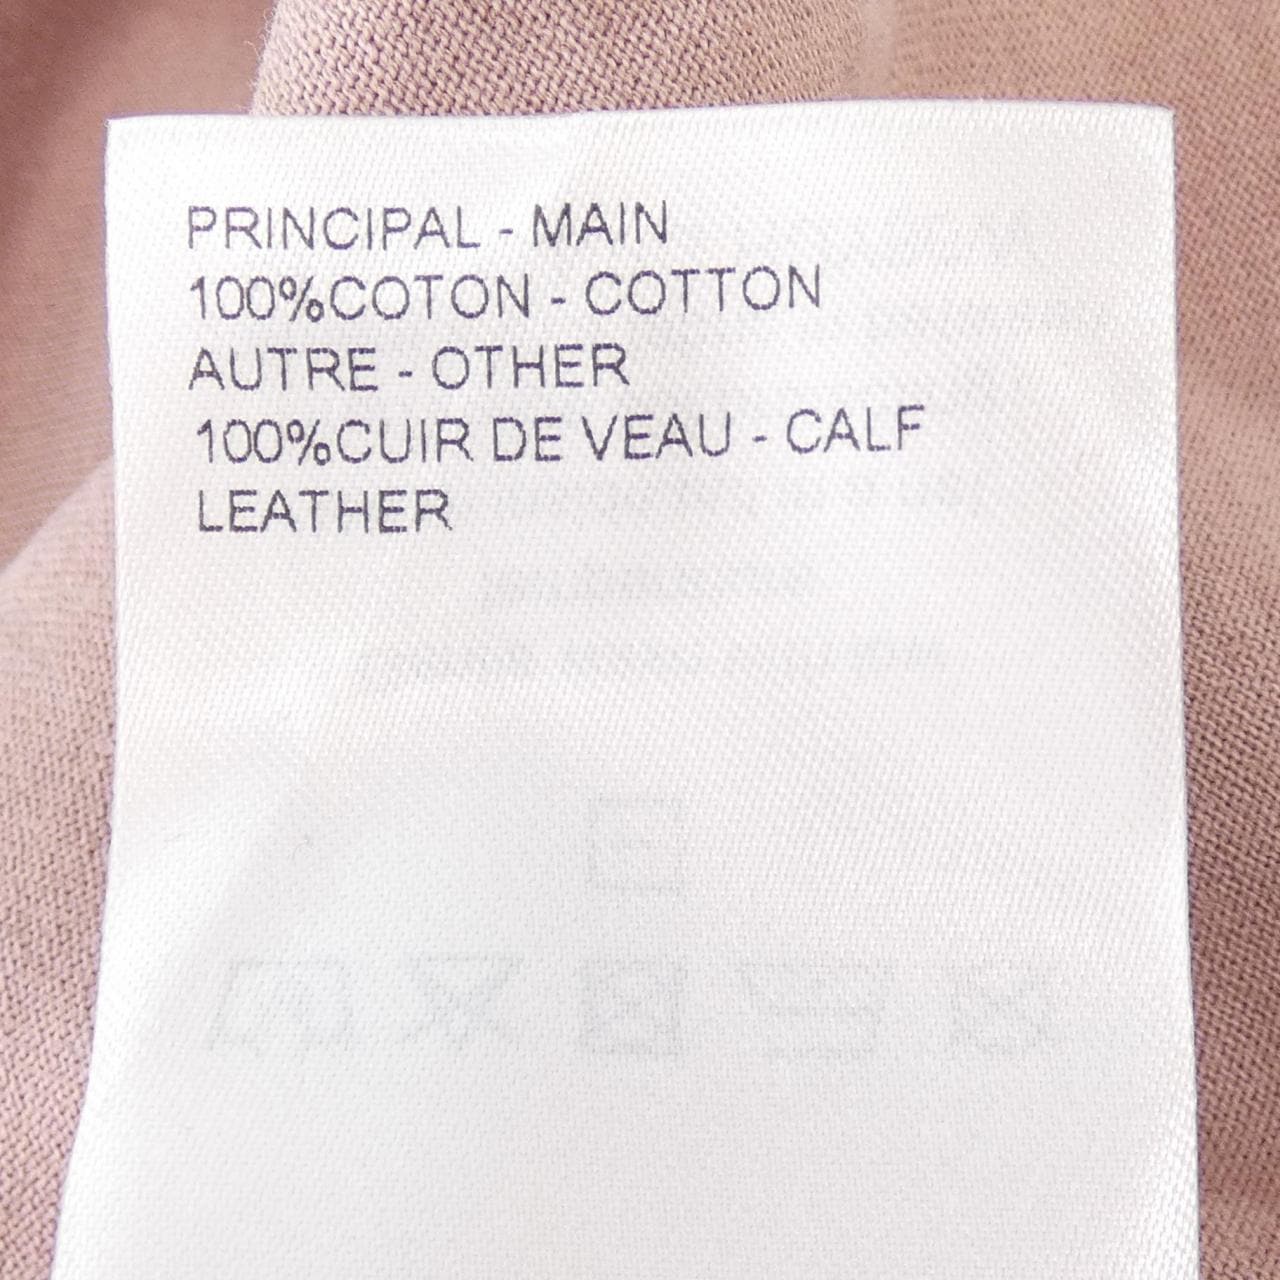 PRINCIPAL - MAIN
100%COTON - COTTON
AUTRE - OTHER
100%CUIR DE VEAU - CALF
LEATHER